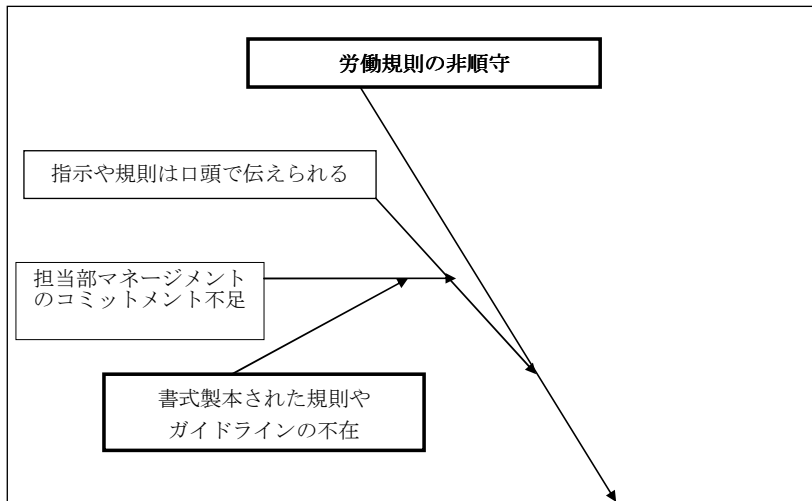 労働規則の非順守
指示や規則は口頭で伝えられる
担当部マネージメント
のコミットメント不足
書式製本された規則や
ガイドラインの不在